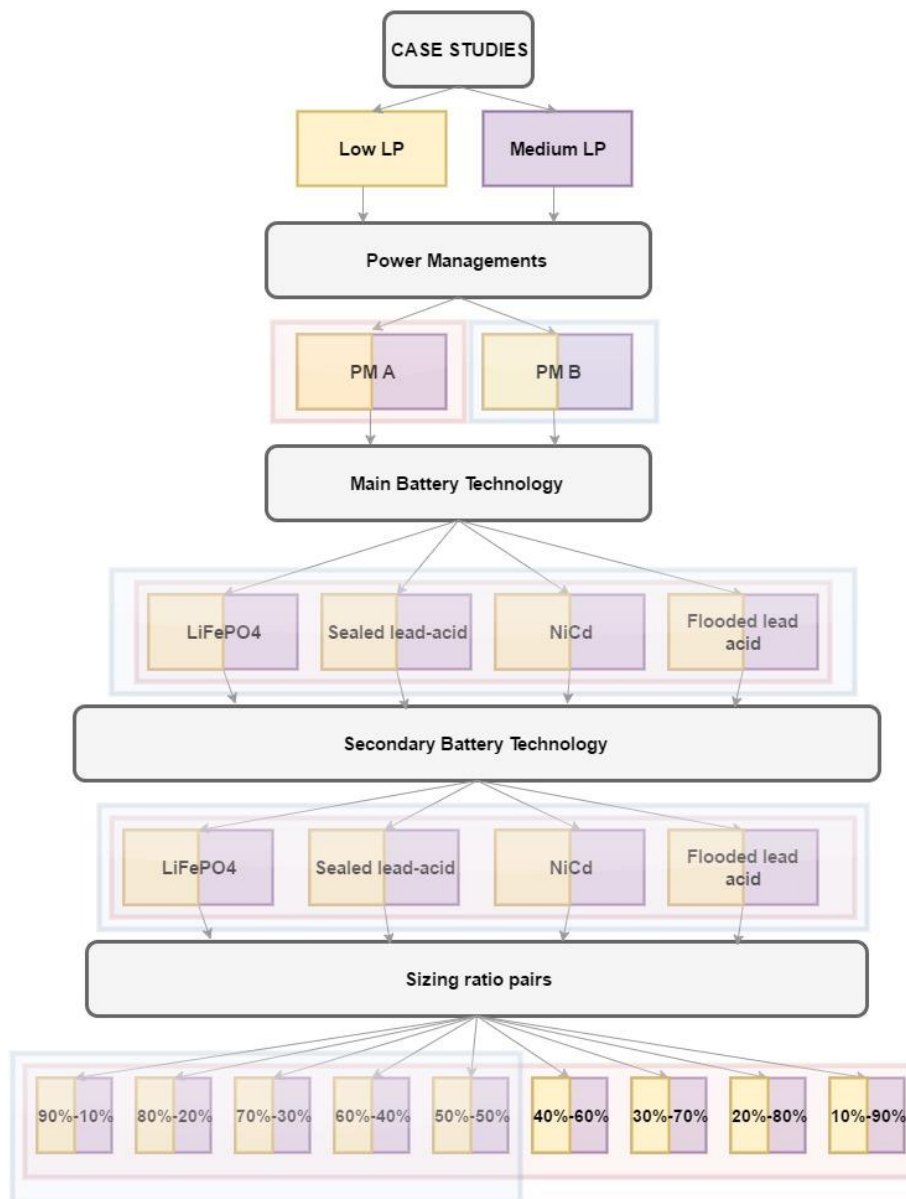 CASE STUDIES
Low LP
Medium LP
Power Managements
PM A
PM B
Main Battery Technology
LiFePO4
Sealed lead-acid
NiCd
Flooded lead
acid
Secondary Battery Technology
LiFePO4
Sealed lead-acid
NiCd
Flooded lead
acid
Sizing ratio pairs
90%-10%
80%-20%
70%-30%
60%-40%
50%-50%
40%-60%
30%-70%
20%-80%
10%-90%